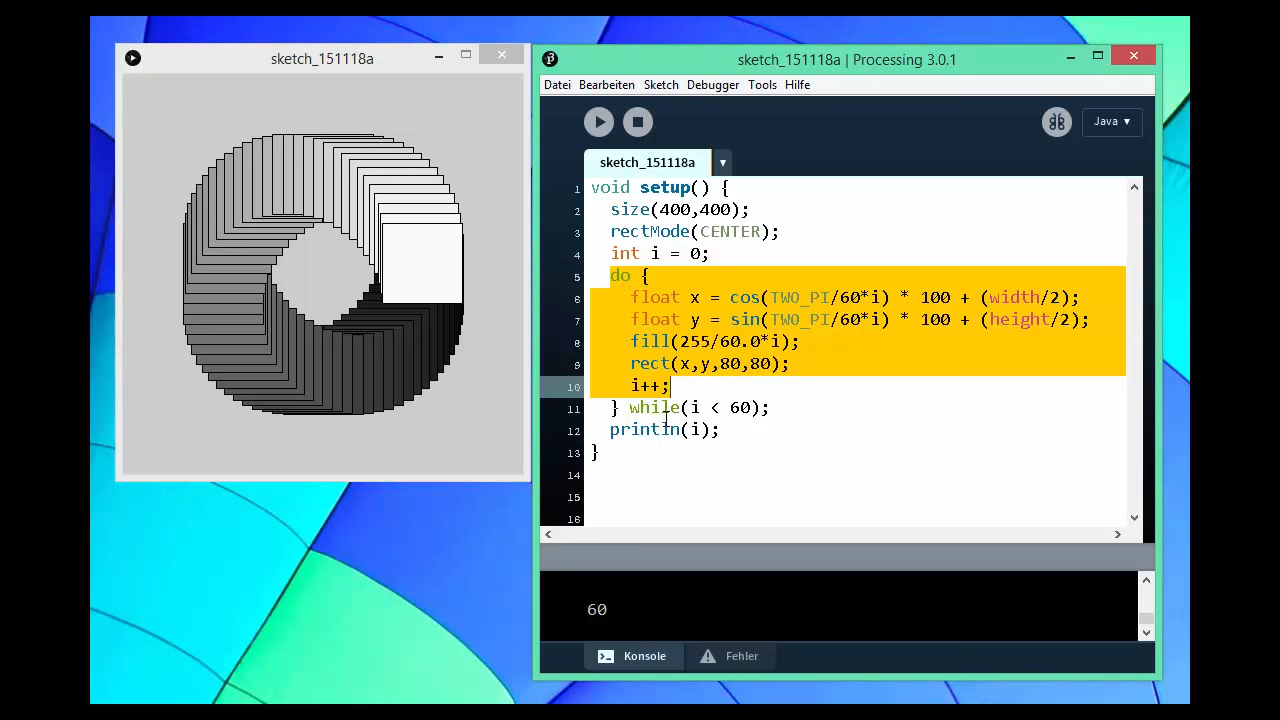 sketch_151118a
sketch_151118a | Processing 3.0.1
Datei Bearbeiten Sketch Debugger Tools Hilfe
Java ▾
sketch_151118a ▾
1 void setup() {
2 size(400,400);
3 rectMode(CENTER);
4 int i = 0;
5 do {
6 float x = cos(TWO_PI/60*i) * 100 + (width/2);
7 float y = sin(TWO_PI/60*i) * 100 + (height/2);
8 fill(255/60.0*i);
9 rect(x,y,80,80);
10 i++;
11 } while(i < 60);
12 println(i);
13 }
14
15
16
60
Konsole Fehler